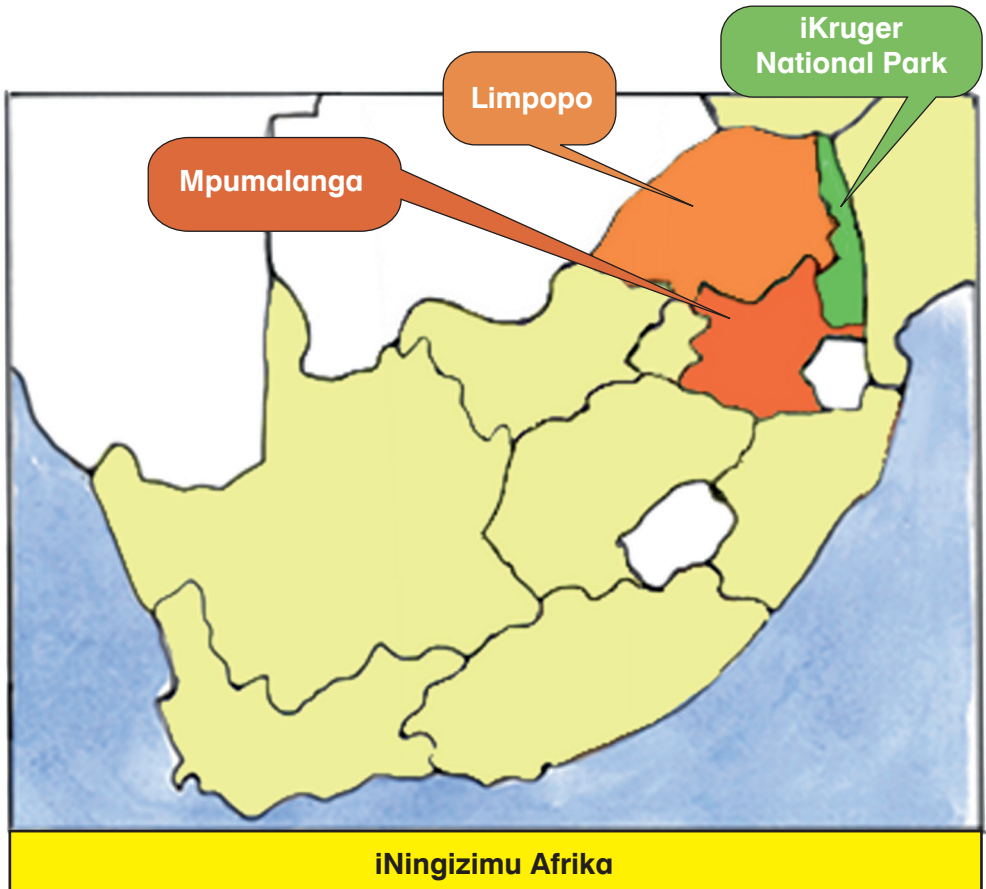 iKruger
National Park
Limpopo
Mpumalanga
iNingizimu Afrika